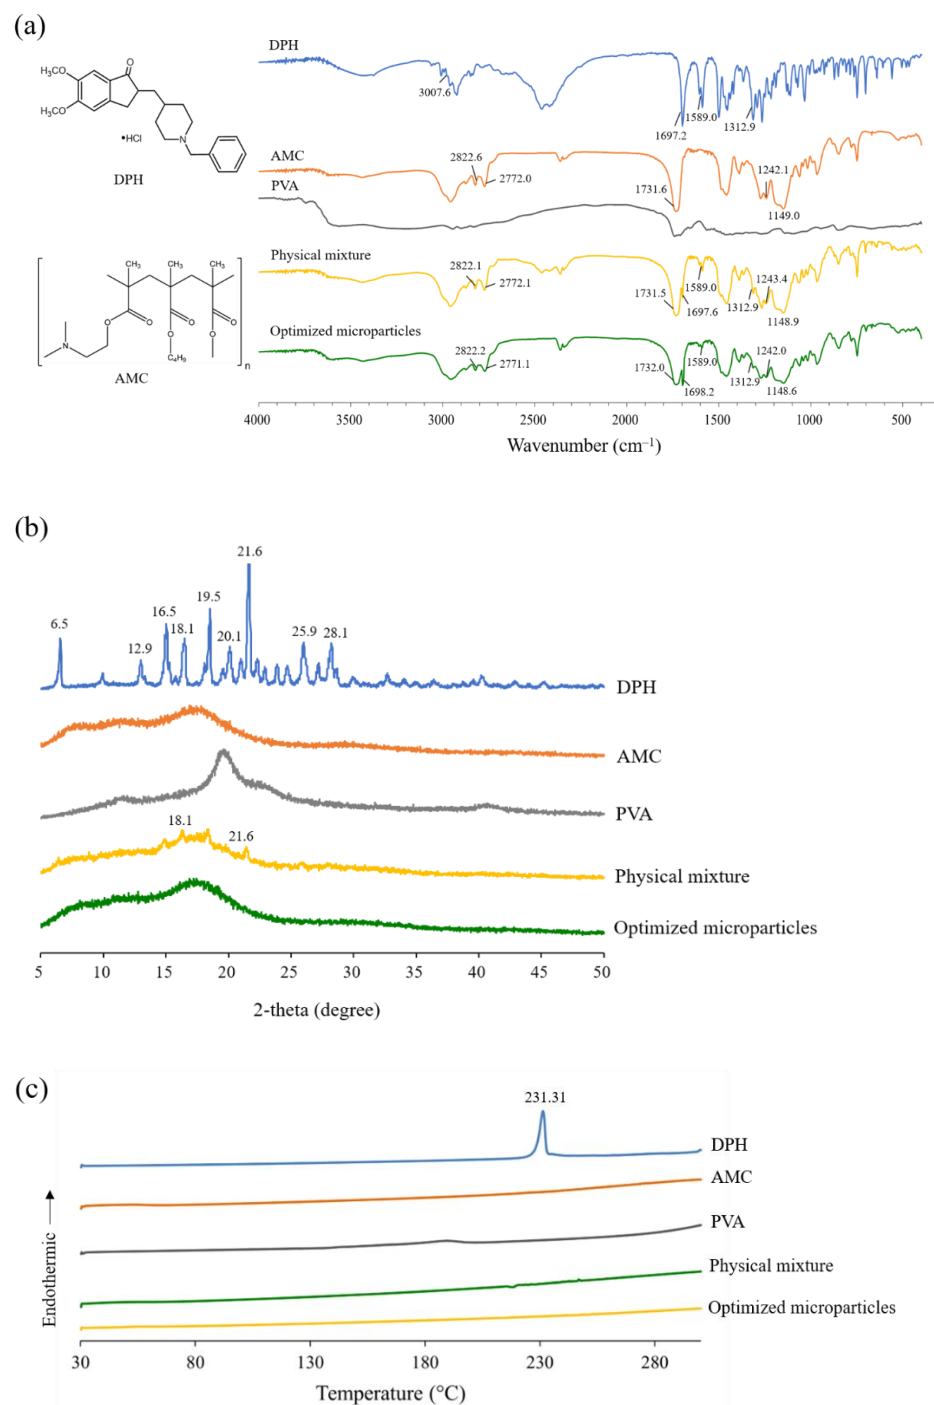 (a)
DPH
3007.6
1697.2
1589.0
1312.9
O
H₃CO
H₃CO
N
•HCl
DPH
AMC
2822.6
2772.0
1731.6
1242.1
1149.0
PVA
Physical mixture
2822.1
2772.1
1731.5
1697.6
1589.0
1312.9
1243.4
1148.9
CH₃ CH₃ CH₃
O O O
O O O
N
C₄H₉
n
AMC
Optimized microparticles
2822.2
2771.1
1732.0
1698.2
1589.0
1312.9
1242.0
1148.6
4000 3500 3000 2500 2000 1500 1000 500
Wavenumber (cm⁻¹)
(b)
6.5
12.9
16.5
18.1
19.5
20.1
21.6
25.9
28.1
DPH
AMC
PVA
18.1
21.6
Physical mixture
Optimized microparticles
5 10 15 20 25 30 35 40 45 50
2-theta (degree)
(c)
231.31
DPH
AMC
PVA
Physical mixture
Optimized microparticles
Endothermic
30 80 130 180 230 280
Temperature (°C)